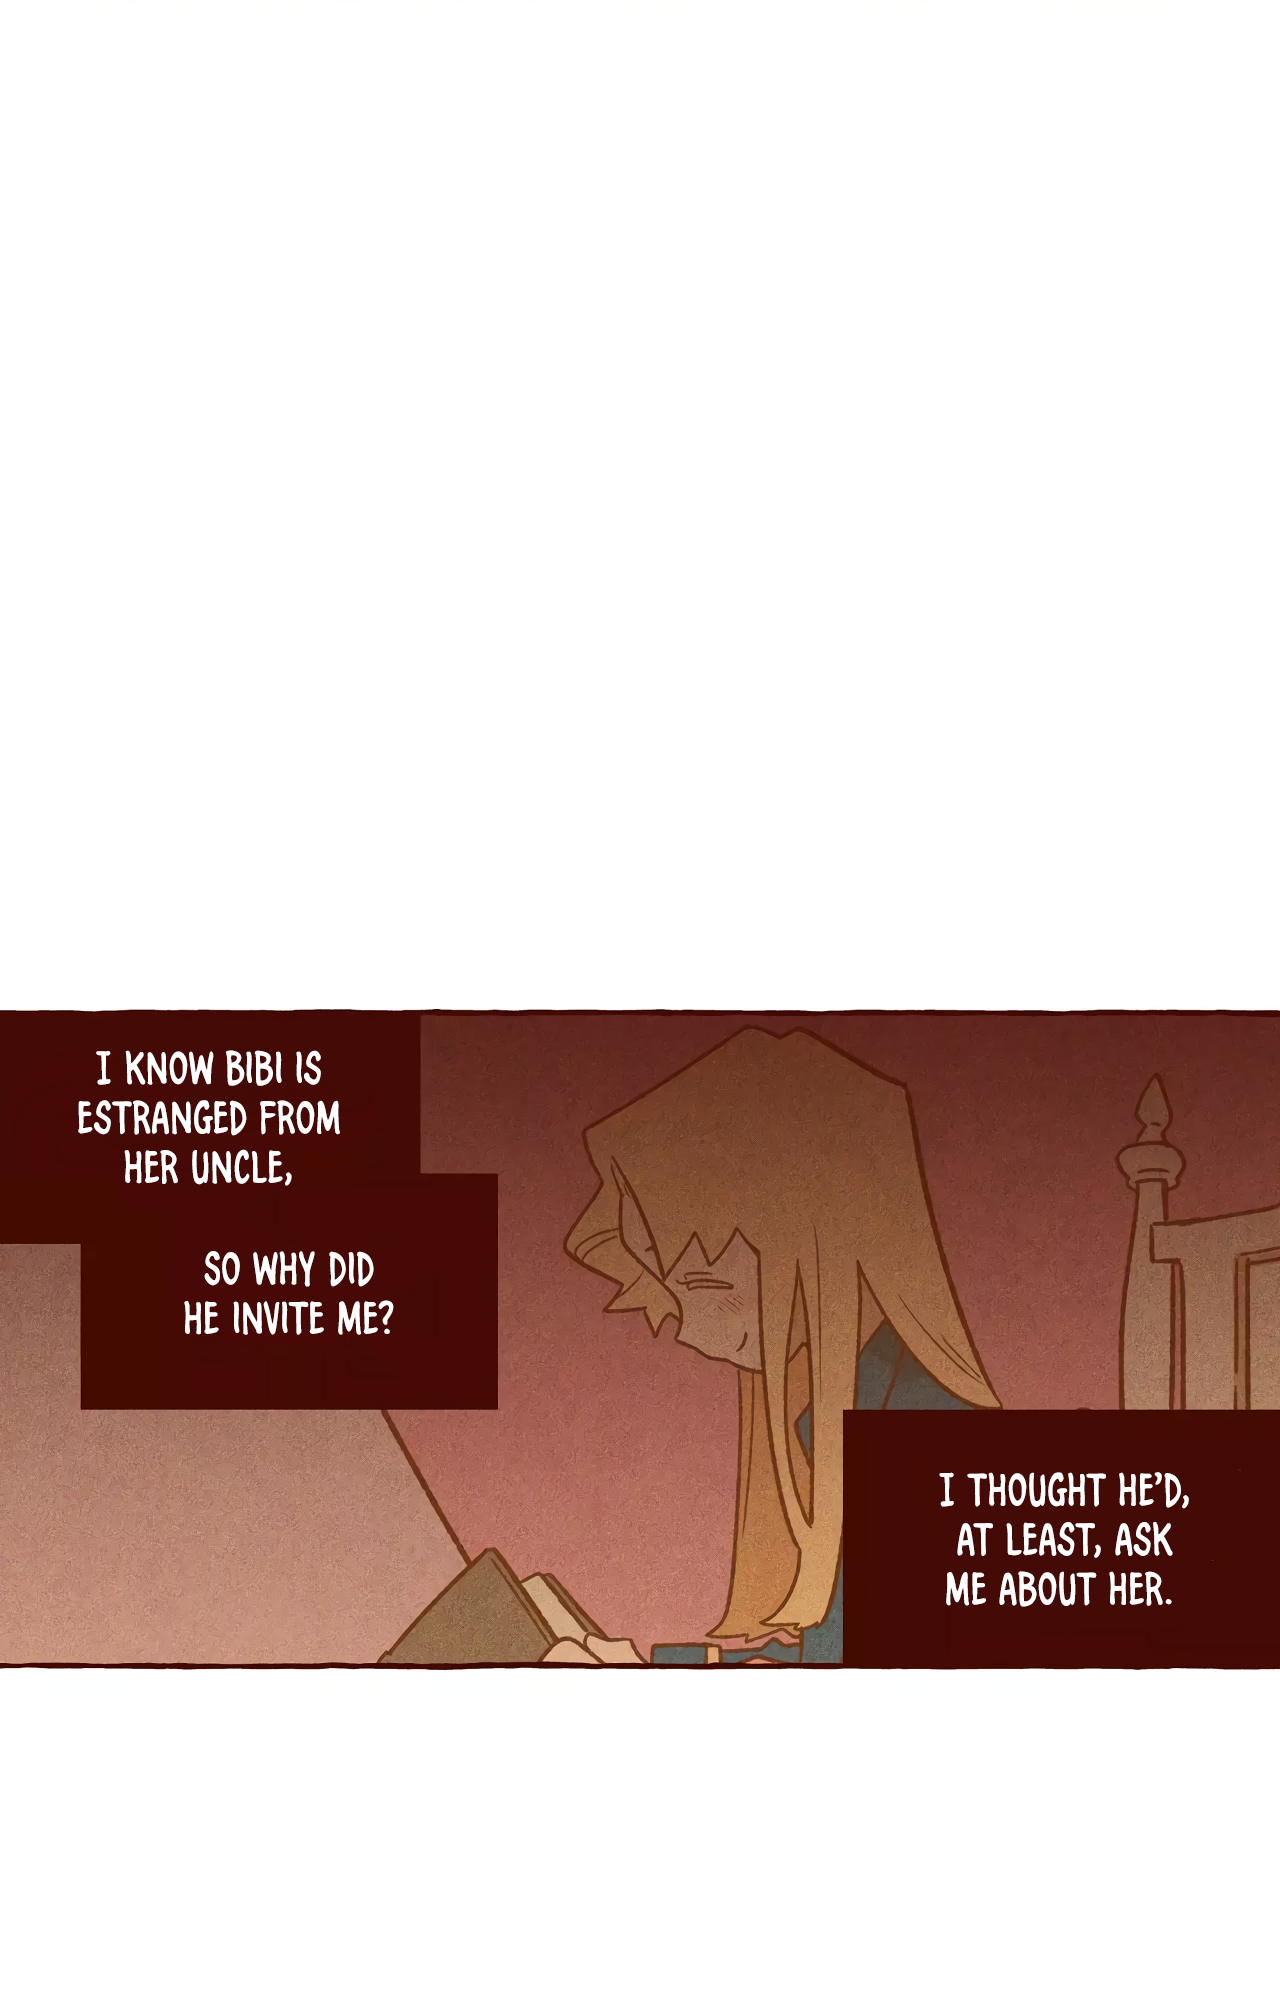 I KNOW BIBI IS
ESTRANGED FROM
HER UNCLE,
SO WHY DID
HE INVITE ME?
I THOUGHT HE'D,
AT LEAST, ASK
ME ABOUT HER.